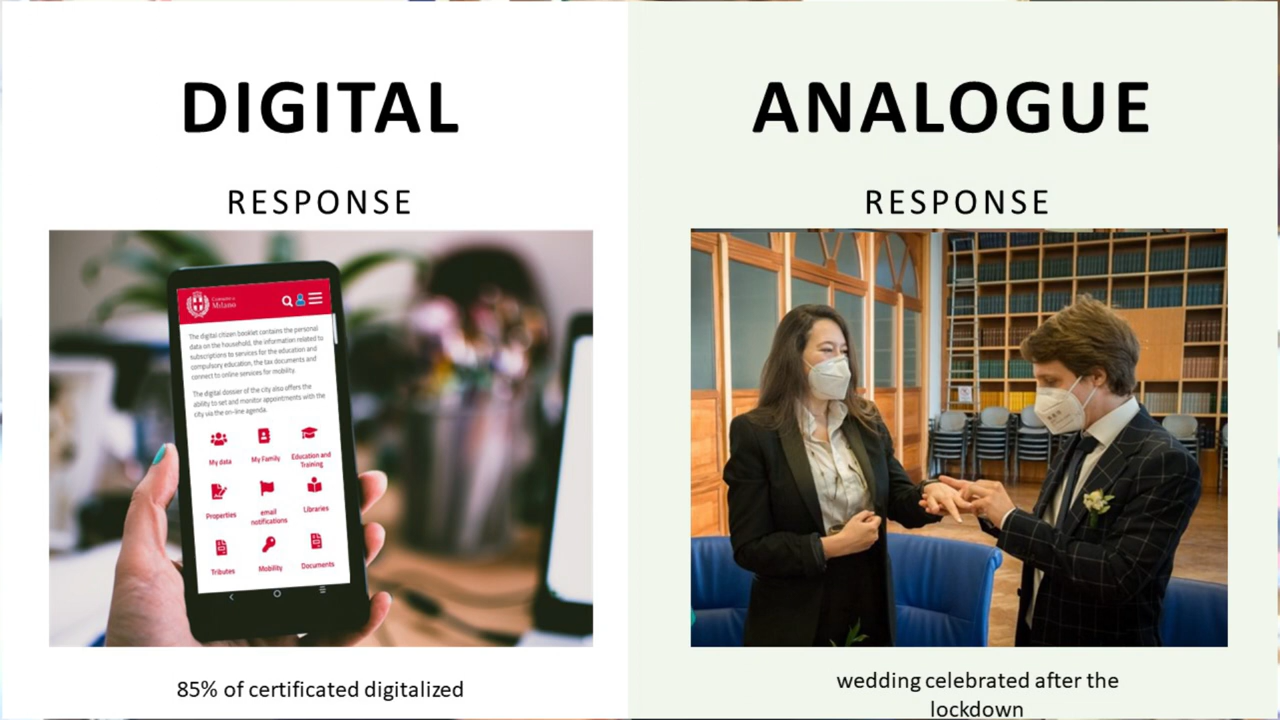 DIGITAL
RESPONSE
Comune di
Milano
The digital citizen booklet contains the personal
data on the household, the information related to
subscriptions to services for the education and
compulsory education, the tax documents and
connect to online services for mobility.
The digital dossier of the city also offers the
ability to set and monitor appointments with the
city via the on-line agenda.
My data
My Family
Education and
Training
Properties
email
notifications
Libraries
Tributes
Mobility
Documents
85% of certificated digitalized
ANALOGUE
RESPONSE
wedding celebrated after the
lockdown